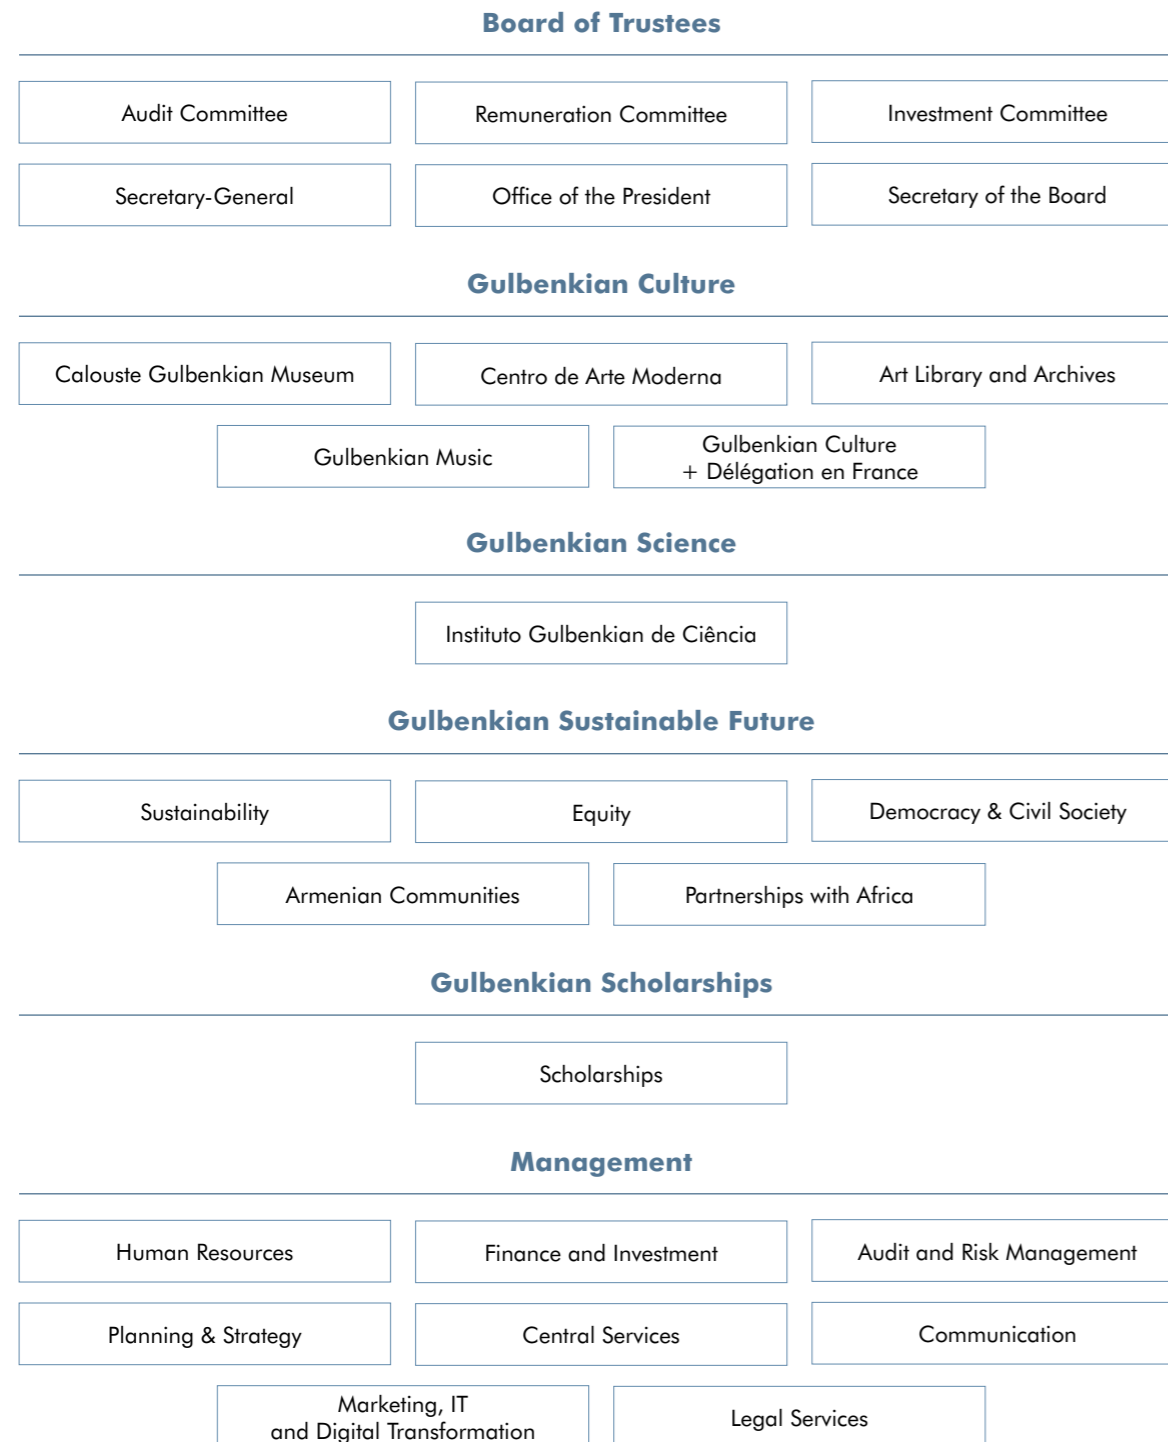 Board of Trustees
Audit Committee
Remuneration Committee
Investment Committee
Secretary-General
Office of the President
Secretary of the Board
Gulbenkian Culture
Calouste Gulbenkian Museum
Centro de Arte Moderna
Art Library and Archives
Gulbenkian Music
Gulbenkian Culture
+ Délégation en France
Gulbenkian Science
Instituto Gulbenkian de Ciência
Gulbenkian Sustainable Future
Sustainability
Equity
Democracy & Civil Society
Armenian Communities
Partnerships with Africa
Gulbenkian Scholarships
Scholarships
Management
Human Resources
Finance and Investment
Audit and Risk Management
Planning & Strategy
Central Services
Communication
Marketing, IT
and Digital Transformation
Legal Services